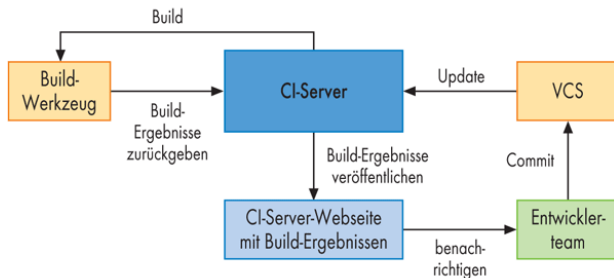 Build
Build-
Werkzeug
Build-
Ergebnisse
zurückgeben
CI-Server
Update
VCS
Build-Ergebnisse
veröffentlichen
Commit
CI-Server-Webseite
mit Build-Ergebnissen
benach-
richtigen
Entwickler-
team